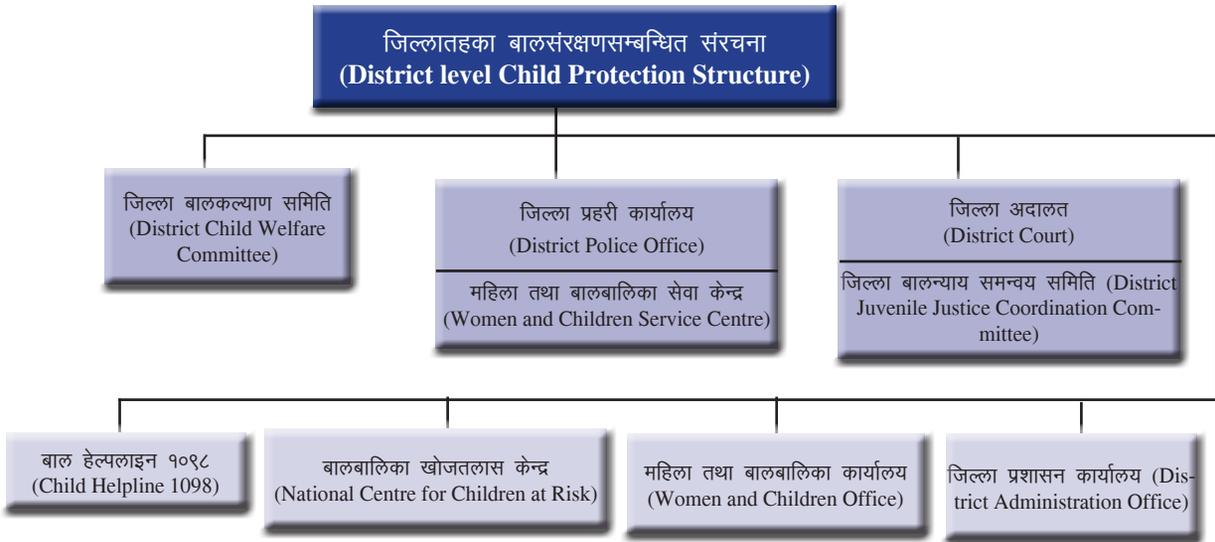 जिल्लातहका बालसंरक्षणसम्बन्धित संरचना
(District level Child Protection Structure)
जिल्ला बालकल्याण समिति
(District Child Welfare
Committee)
जिल्ला प्रहरी कार्यालय
(District Police Office)
महिला तथा बालबालिका सेवा केन्द्र
(Women and Children Service Centre)
जिल्ला अदालत
(District Court)
जिल्ला बालन्याय समन्वय समिति (District
Juvenile Justice Coordination Com-
mittee)
बाल हेल्पलाइन १०९८
(Child Helpline 1098)
बालबालिका खोजतलास केन्द्र
(National Centre for Children at Risk)
महिला तथा बालबालिका कार्यालय
(Women and Children Office)
जिल्ला प्रशासन कार्यालय (Dis-
trict Administration Office)